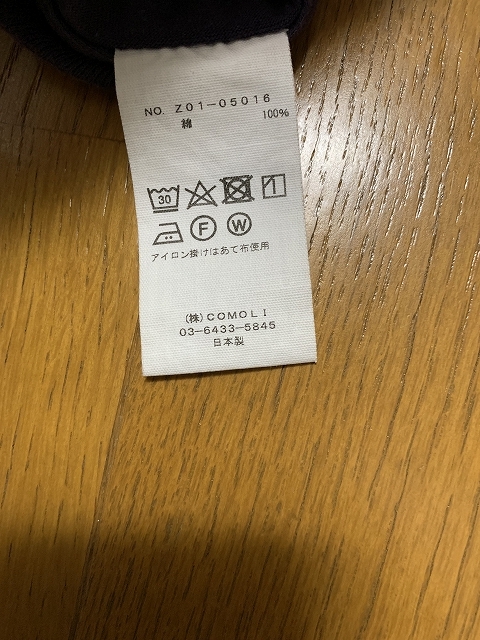 NO. Z01-05016
綿 100%
30
F W
アイロン掛けはあて布使用
(株)COMOLI
03-6433-5845
日本製